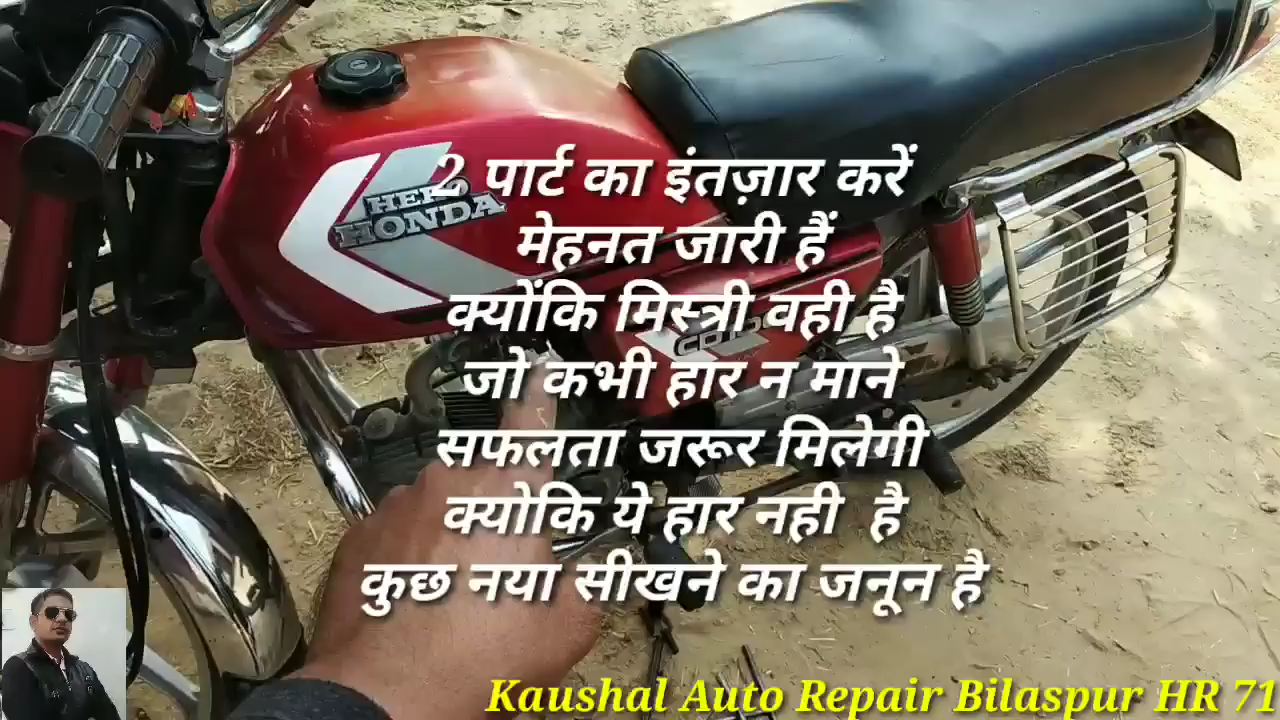 HERO
HONDA
2 पार्ट का इंतज़ार करें
मेहनत जारी हैं
क्योंकि मिस्त्री वही है
जो कभी हार न माने
सफलता जरूर मिलेगी
क्योकि ये हार नही है
कुछ नया सीखने का जनून है
Kaushal Auto Repair Bilaspur HR 71